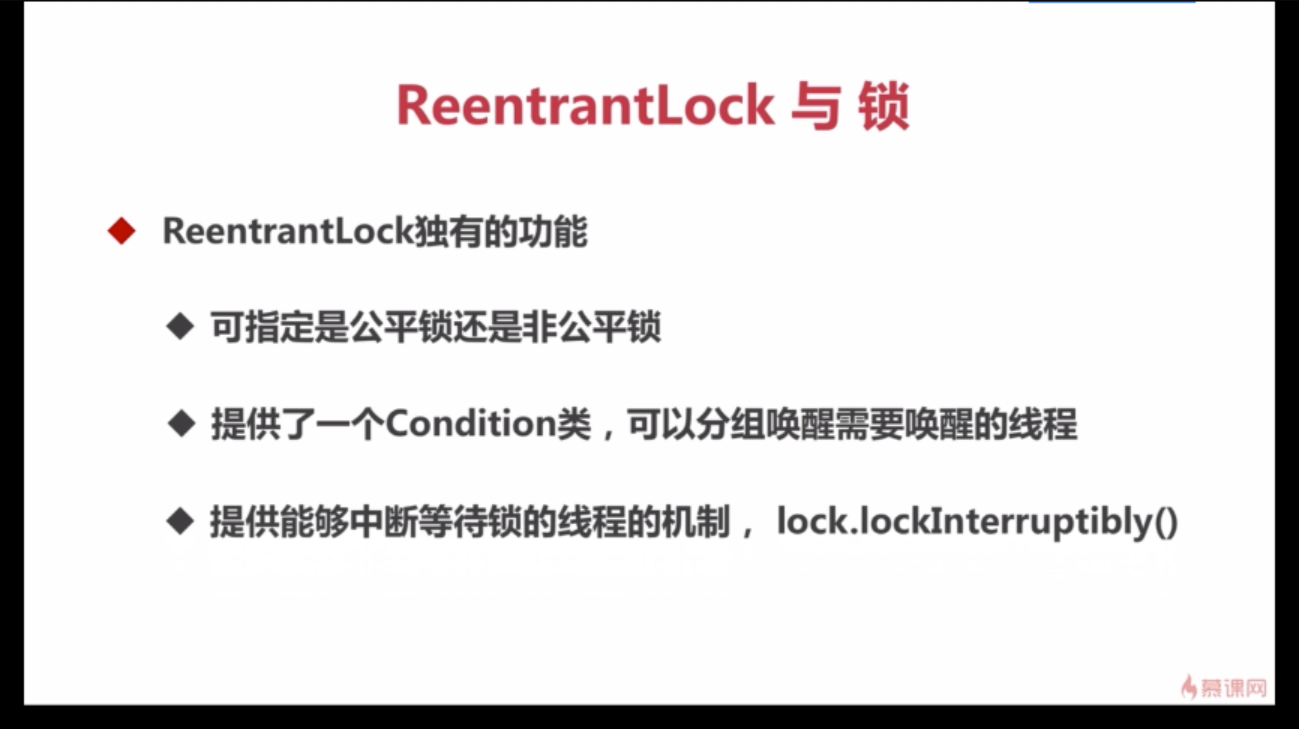 ReentrantLock 与 锁
ReentrantLock独有的功能
可指定是公平锁还是非公平锁
提供了一个Condition类，可以分组唤醒需要唤醒的线程
提供能够中断等待锁的线程的机制， lock.lockInterruptibly()
慕课网